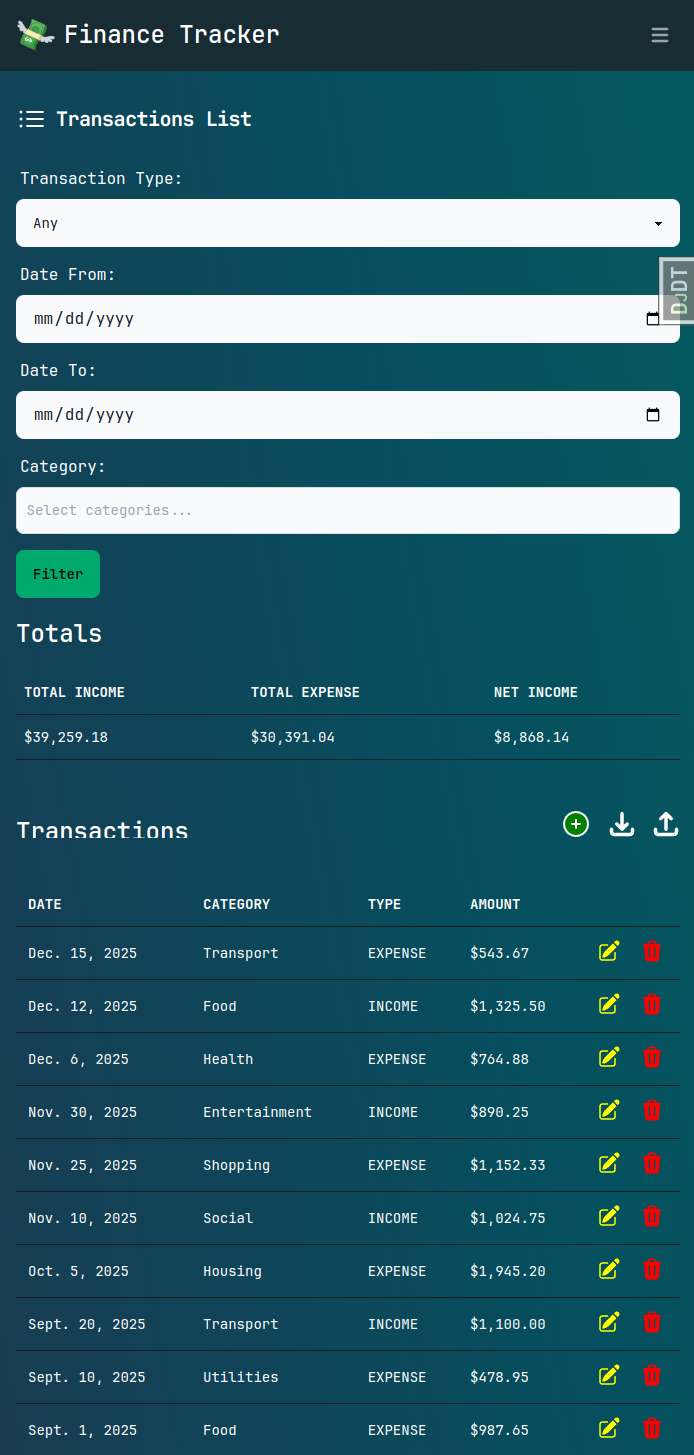 Finance Tracker
Transactions List
Transaction Type:
Any
Date From:
mm/dd/yyyy
DjDT
Date To:
mm/dd/yyyy
Category:
Select categories...
Filter
Totals
TOTAL INCOME TOTAL EXPENSE NET INCOME
$39,259.18 $30,391.04 $8,868.14
Transactions
DATE CATEGORY TYPE AMOUNT
Dec. 15, 2025 Transport EXPENSE $543.67
Dec. 12, 2025 Food INCOME $1,325.50
Dec. 6, 2025 Health EXPENSE $764.88
Nov. 30, 2025 Entertainment INCOME $890.25
Nov. 25, 2025 Shopping EXPENSE $1,152.33
Nov. 10, 2025 Social INCOME $1,024.75
Oct. 5, 2025 Housing EXPENSE $1,945.20
Sept. 20, 2025 Transport INCOME $1,100.00
Sept. 10, 2025 Utilities EXPENSE $478.95
Sept. 1, 2025 Food EXPENSE $987.65